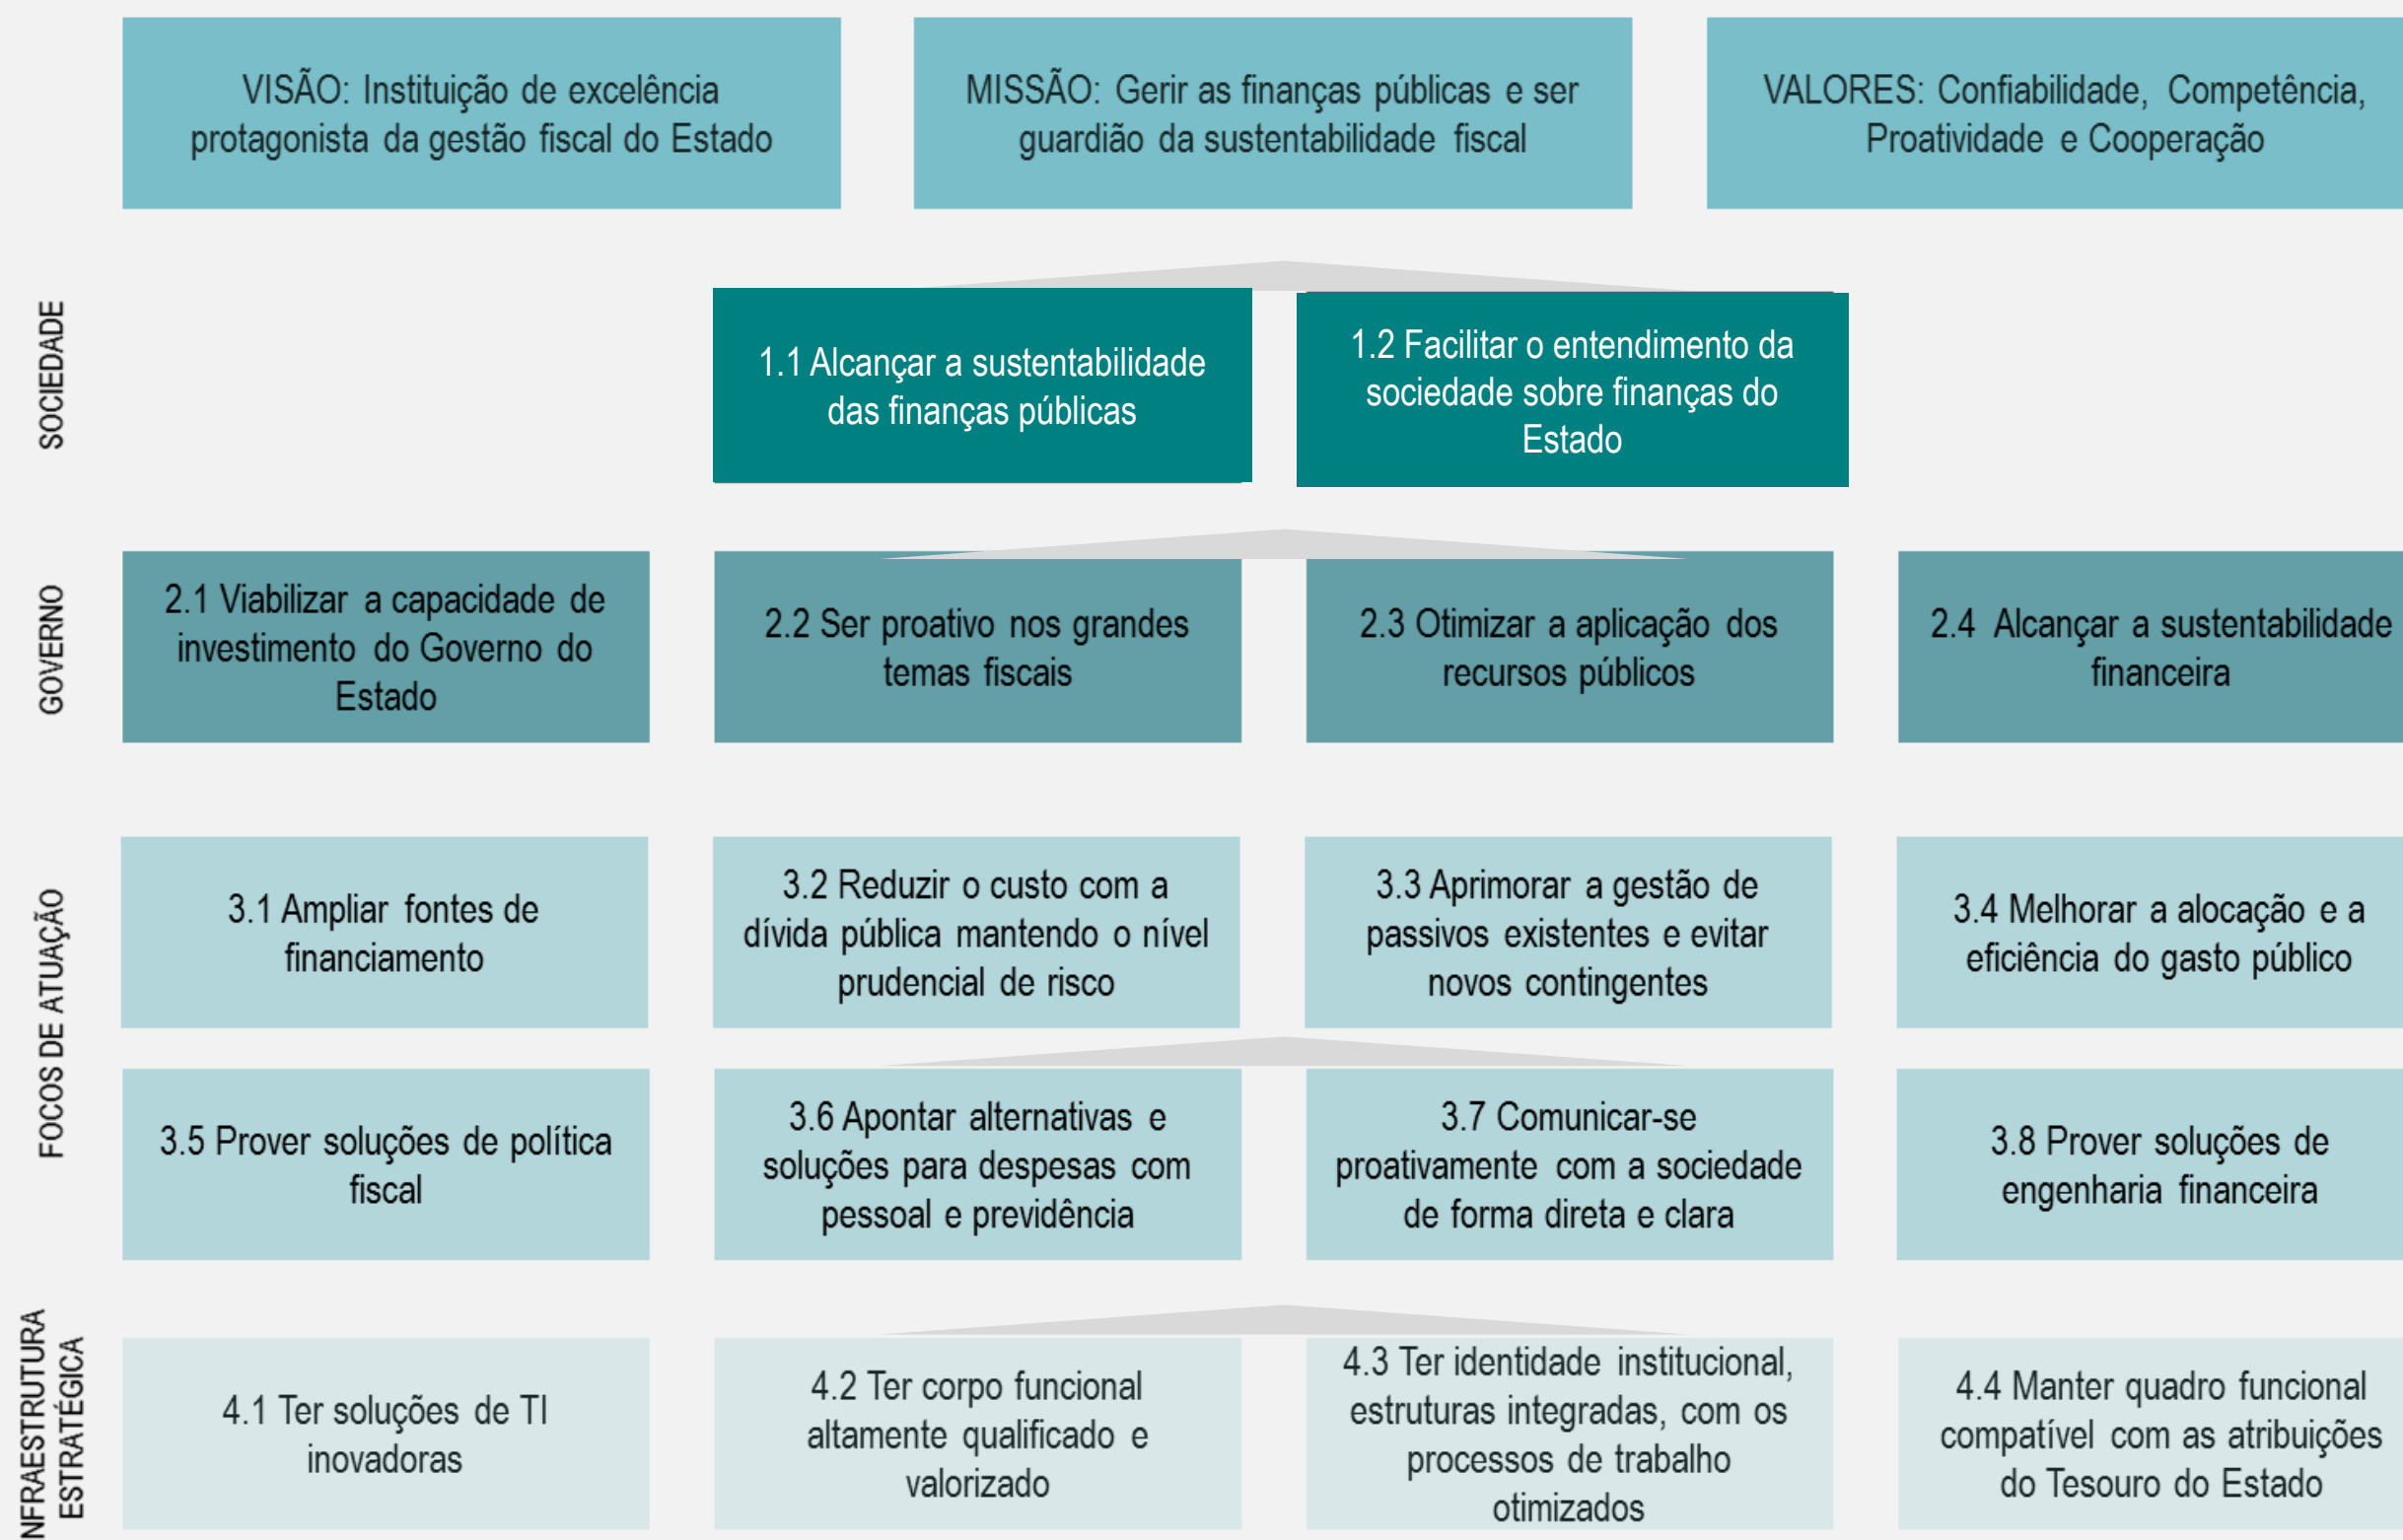 VISÃO: Instituição de excelência
protagonista da gestão fiscal do Estado
MISSÃO: Gerir as finanças públicas e ser
guardião da sustentabilidade fiscal
VALORES: Confiabilidade, Competência,
Proatividade e Cooperação
SOCIEDADE
1.1 Alcançar a sustentabilidade
das finanças públicas
1.2 Facilitar o entendimento da
sociedade sobre finanças do
Estado
GOVERNO
2.1 Viabilizar a capacidade de
investimento do Governo do
Estado
2.2 Ser proativo nos grandes
temas fiscais
2.3 Otimizar a aplicação dos
recursos públicos
2.4 Alcançar a sustentabilidade
financeira
FOCOS DE ATUAÇÃO
3.1 Ampliar fontes de
financiamento
3.2 Reduzir o custo com a
dívida pública mantendo o nível
prudencial de risco
3.3 Aprimorar a gestão de
passivos existentes e evitar
novos contingentes
3.4 Melhorar a alocação e a
eficiência do gasto público
3.5 Prover soluções de política
fiscal
3.6 Apontar alternativas e
soluções para despesas com
pessoal e previdência
3.7 Comunicar-se
proativamente com a sociedade
de forma direta e clara
3.8 Prover soluções de
engenharia financeira
NFRAESTRUTURA
ESTRATÉGICA
4.1 Ter soluções de TI
inovadoras
4.2 Ter corpo funcional
altamente qualificado e
valorizado
4.3 Ter identidade institucional,
estruturas integradas, com os
processos de trabalho
otimizados
4.4 Manter quadro funcional
compatível com as atribuições
do Tesouro do Estado